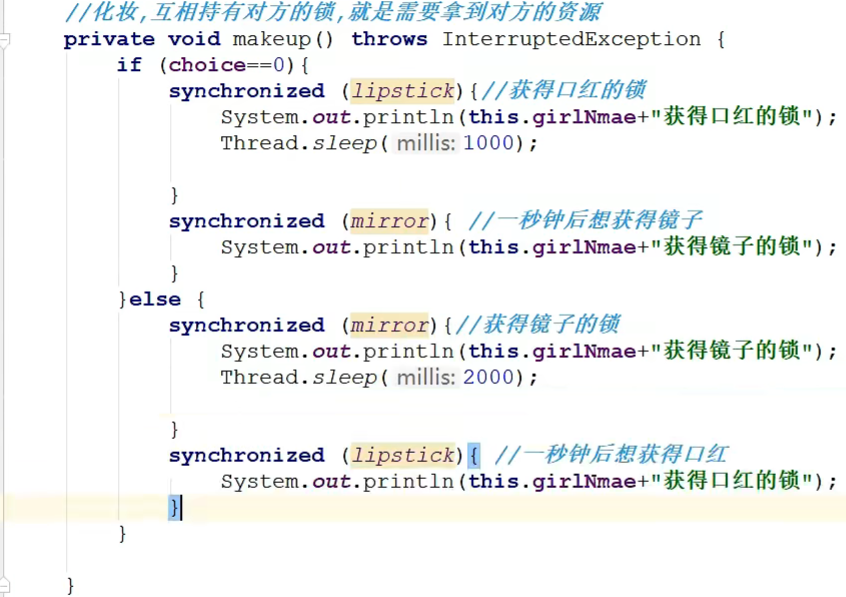 //化妆,互相持有对方的锁,就是需要拿到对方的资源
private void makeup() throws InterruptedException {
if (choice==0){
synchronized (lipstick){//获得口红的锁
System.out.println(this.girlNmae+"获得口红的锁");
Thread.sleep( millis: 1000);
}
synchronized (mirror){ //一秒钟后想获得镜子
System.out.println(this.girlNmae+"获得镜子的锁");
}
}else {
synchronized (mirror){//获得镜子的锁
System.out.println(this.girlNmae+"获得镜子的锁");
Thread.sleep( millis: 2000);
}
synchronized (lipstick){ //一秒钟后想获得口红
System.out.println(this.girlNmae+"获得口红的锁");
}
}
}